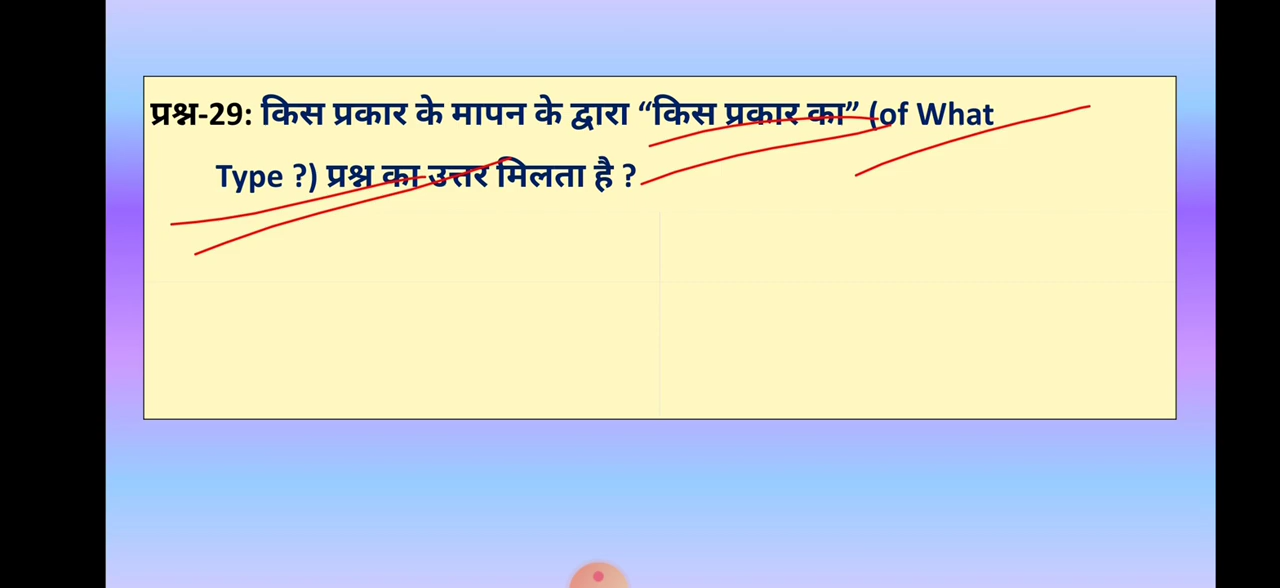 प्रश्न-29: किस प्रकार के मापन के द्वारा “किस प्रकार का” (of What
Type ?) प्रश्न का उत्तर मिलता है ?